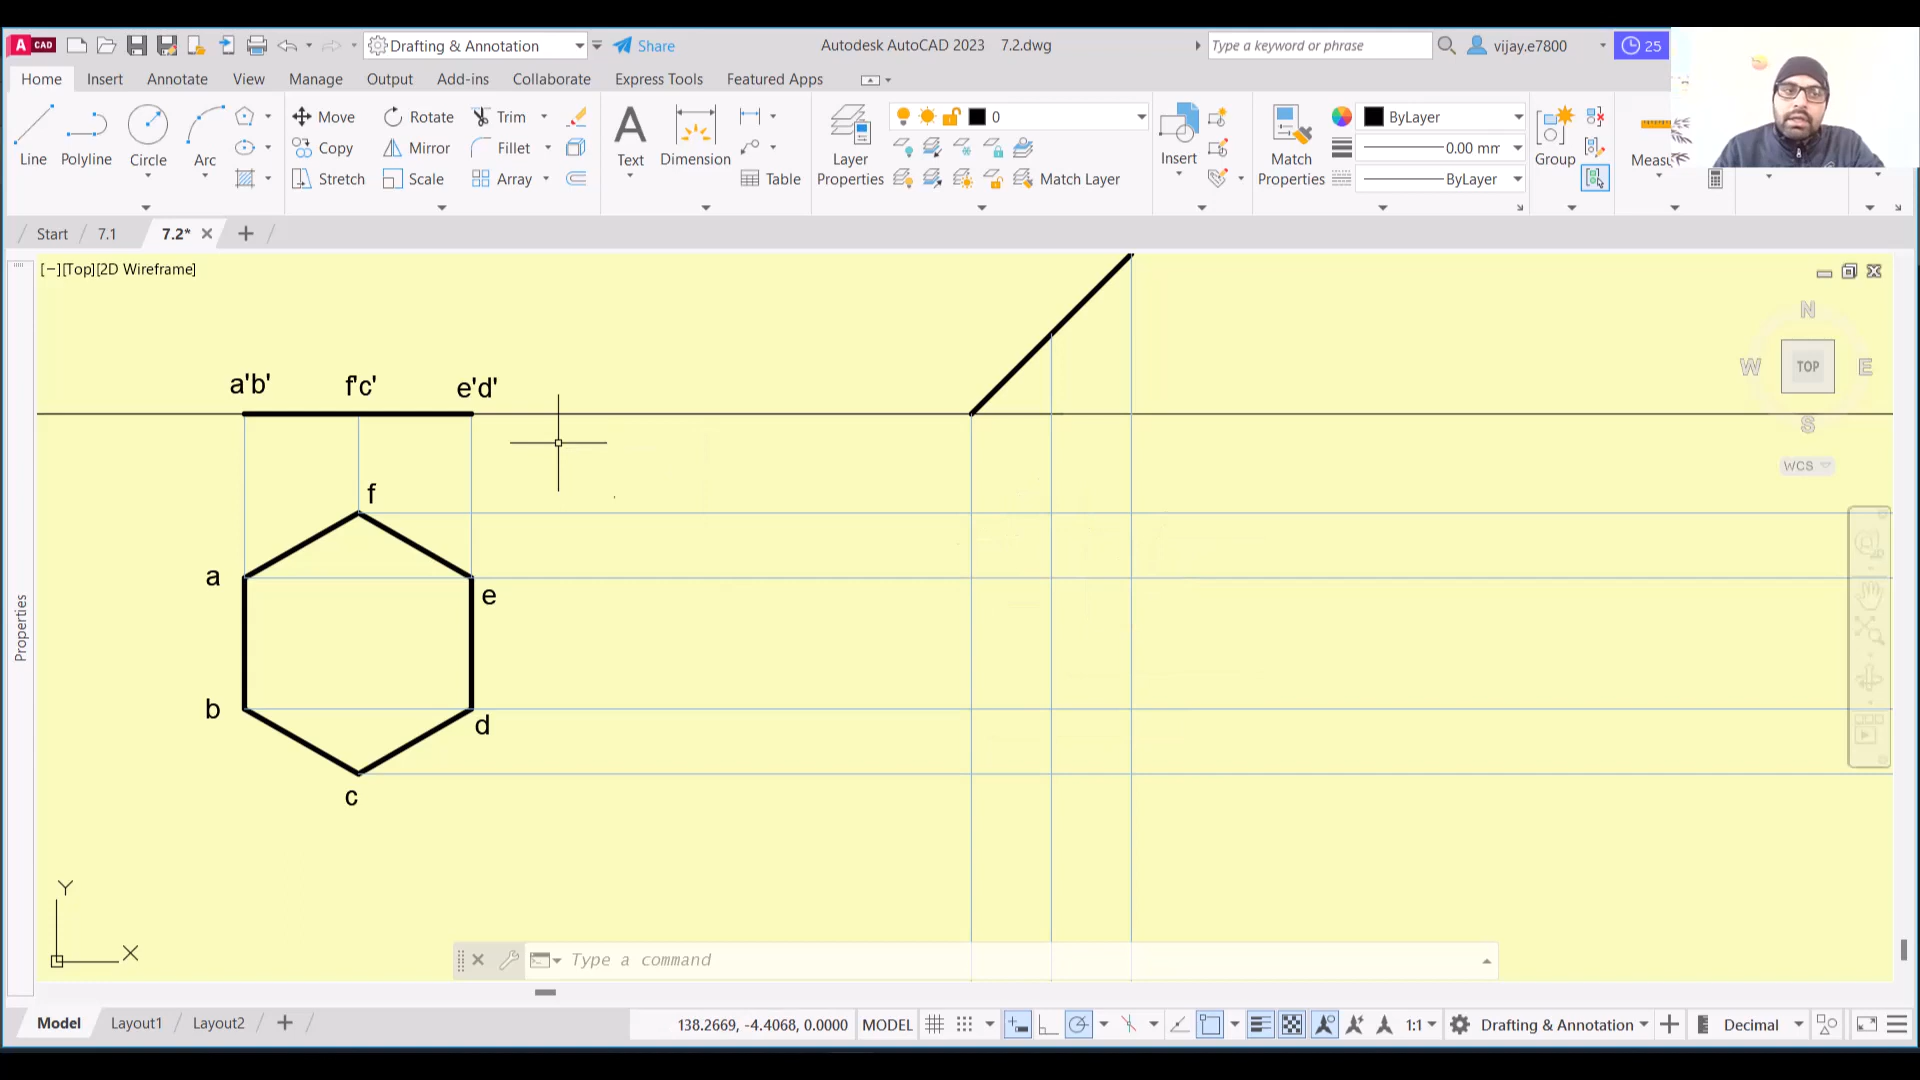 A CAD Drafting & Annotation Share Autodesk AutoCAD 2023 7.2.dwg Type a keyword or phrase vijay.e7800 25
Home Insert Annotate View Manage Output Add-ins Collaborate Express Tools Featured Apps
Line Polyline Circle Arc
Move Rotate Trim
Copy Mirror Fillet
Stretch Scale Array
Text Dimension Table
Layer Properties
0
Match Layer
Insert
Match Properties
ByLayer
0.00 mm
ByLayer
Group
Start 7.1 7.2*
[−][Top][2D Wireframe]
N
W TOP E
S
WCS
a'b' f'c' e'd'
f
a
e
b
d
c
Properties
Y
X
Type a command
Model Layout1 Layout2 138.2669, -4.4068, 0.0000 MODEL 1:1 Drafting & Annotation Decimal